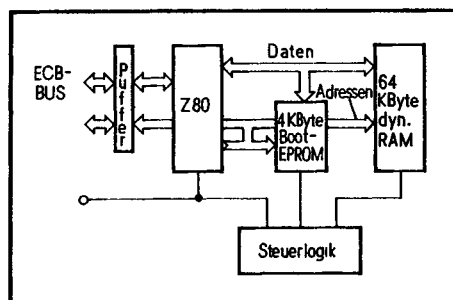 ECB-
BUS
Puffer
Z80
Daten
Adressen
4KByte
Boot-
EPROM
64
KByte
dyn.
RAM
Steuerlogik